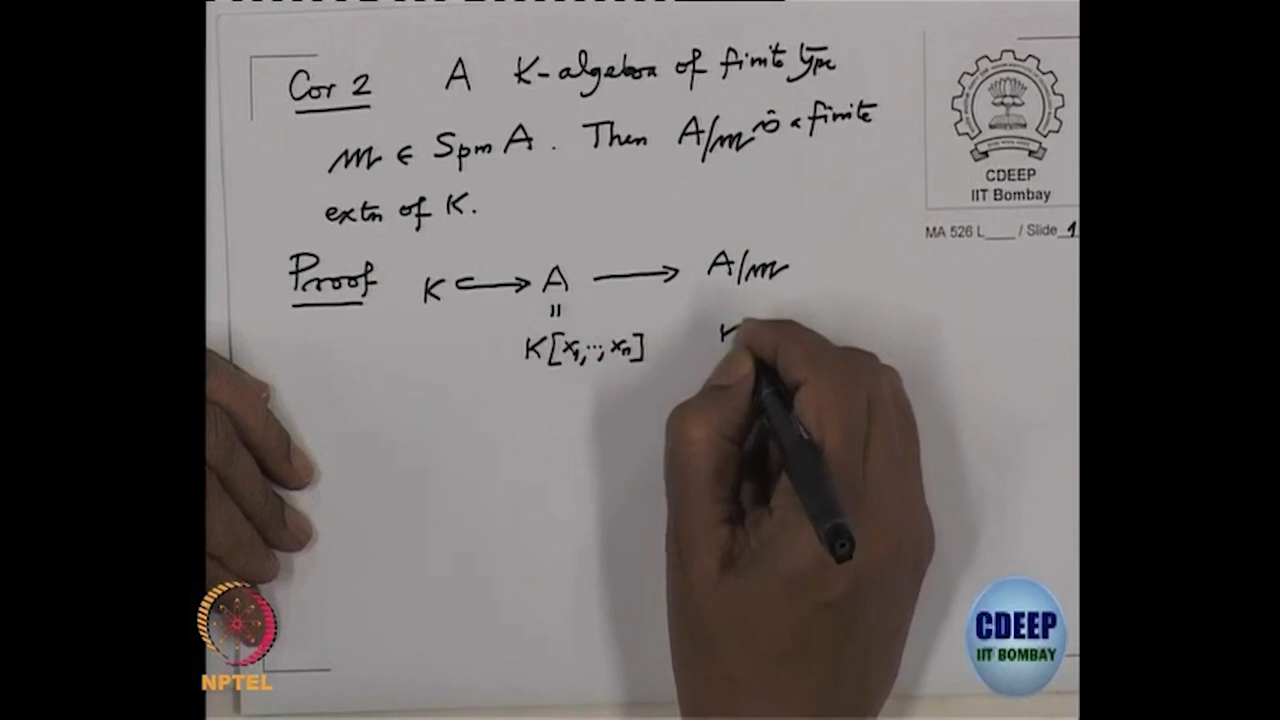 Cor 2 A K-algebra of finite type
m ∈ Spm A. Then A/m is a finite
extn of K.
Proof K ↪ A → A/m
=
K[x₁, ..., xₙ]
CDEEP
IIT Bombay
MA 526 L___ / Slide 1
NPTEL
CDEEP
IIT BOMBAY